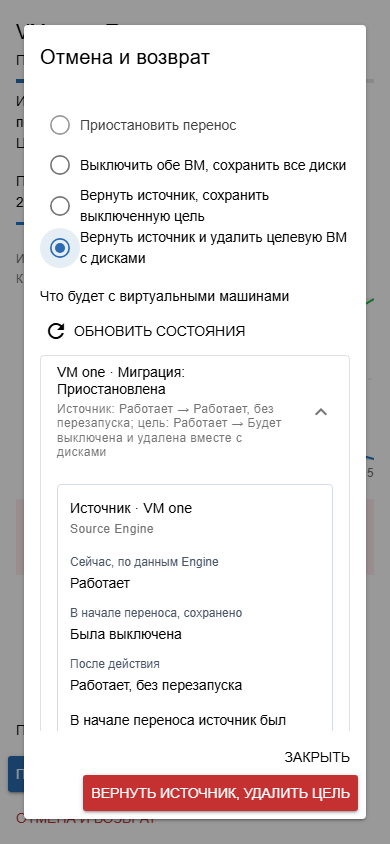 Отмена и возврат
Приостановить перенос
Выключить обе ВМ, сохранить все диски
Вернуть источник, сохранить
выключенную цель
Вернуть источник и удалить целевую ВМ
с дисками
Что будет с виртуальными машинами
ОБНОВИТЬ СОСТОЯНИЯ
VM one · Миграция:
Приостановлена
Источник: Работает → Работает, без
перезапуска; цель: Работает → Будет
выключена и удалена вместе с
дисками
Источник · VM one
Source Engine
Сейчас, по данным Engine
Работает
В начале переноса, сохранено
Была выключена
После действия
Работает, без перезапуска
В начале переноса источник был
ЗАКРЫТЬ
ВЕРНУТЬ ИСТОЧНИК, УДАЛИТЬ ЦЕЛЬ